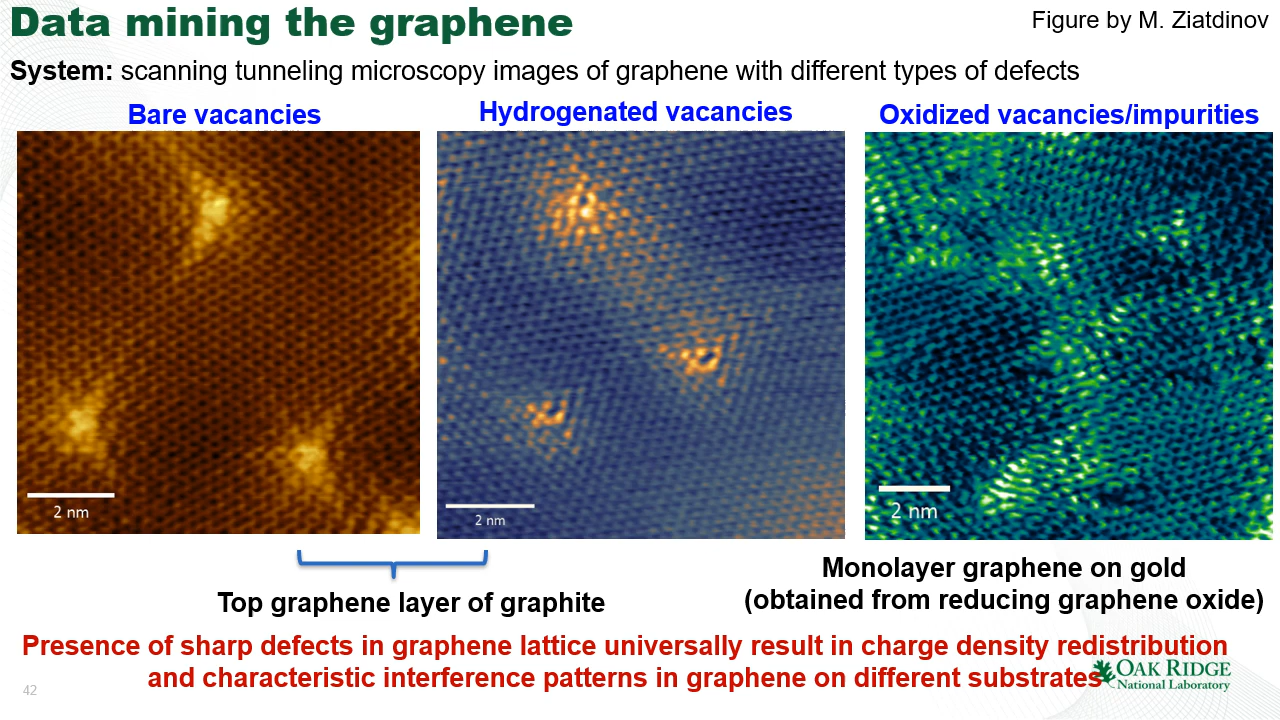 Data mining the graphene
Figure by M. Ziatdinov
System: scanning tunneling microscopy images of graphene with different types of defects
Bare vacancies
Hydrogenated vacancies
Oxidized vacancies/impurities
2 nm
2 nm
2 nm
Top graphene layer of graphite
Monolayer graphene on gold
(obtained from reducing graphene oxide)
Presence of sharp defects in graphene lattice universally result in charge density redistribution
and characteristic interference patterns in graphene on different substrates
42
OAK RIDGE
National Laboratory